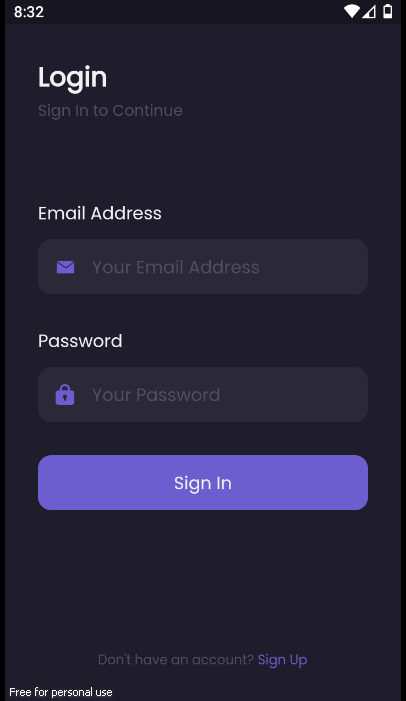 8:32
Login
Sign In to Continue
Email Address
Your Email Address
Password
Your Password
Sign In
Don't have an account? Sign Up
Free for personal use